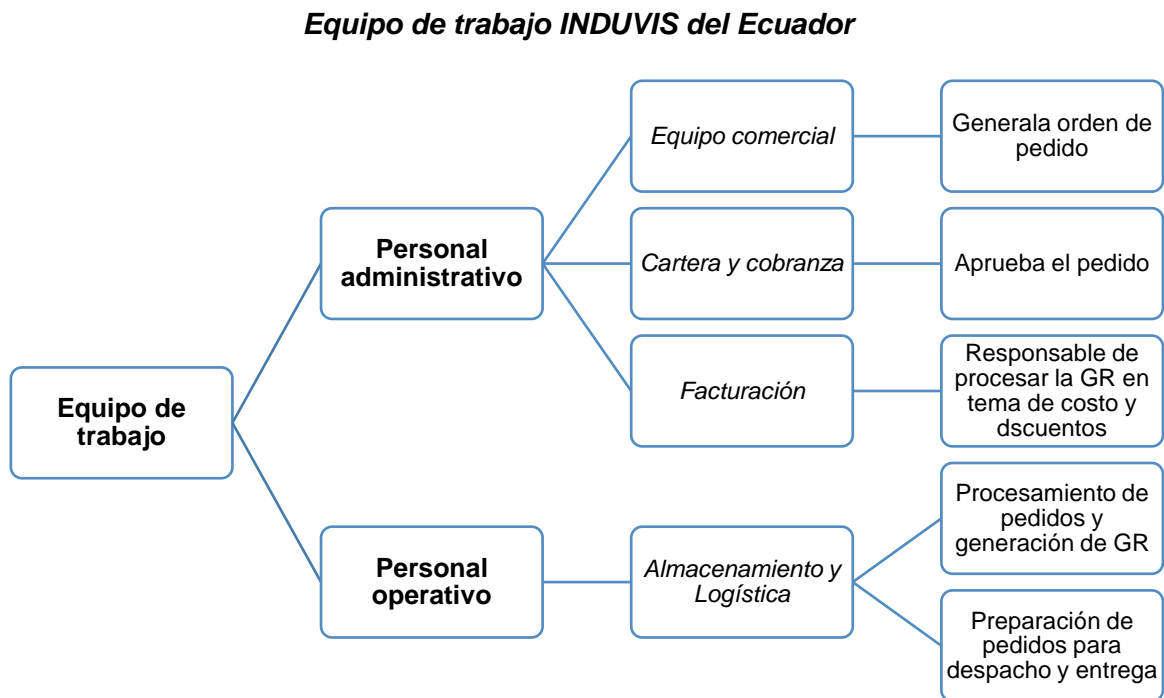 Equipo de trabajo INDUVIS del Ecuador
Equipo de
trabajo
Personal
administrativo
Equipo comercial
Generala orden de
pedido
Cartera y cobranza
Aprueba el pedido
Facturación
Responsable de
procesar la GR en
tema de costo y
dscuentos
Personal
operativo
Almacenamiento y
Logística
Procesamiento de
pedidos y
generación de GR
Preparación de
pedidos para
despacho y entrega